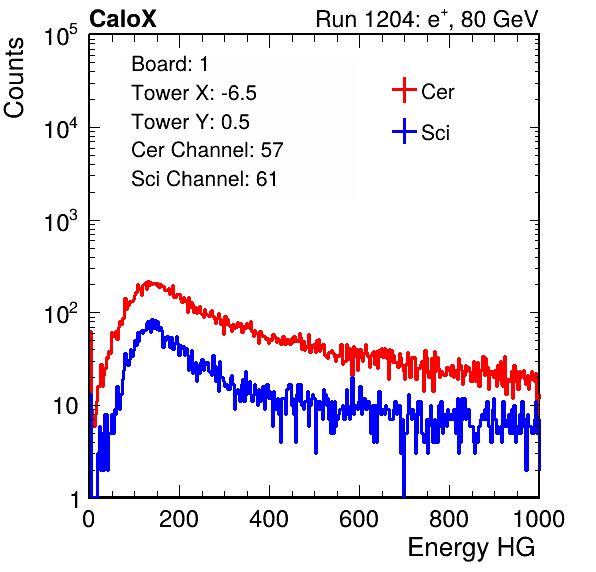 CaloX Run 1204: e⁺, 80 GeV
Counts
10⁵
10⁴
10³
10²
10
1
Board: 1
Tower X: -6.5
Tower Y: 0.5
Cer Channel: 57
Sci Channel: 61
Cer
Sci
0 200 400 600 800 1000
Energy HG